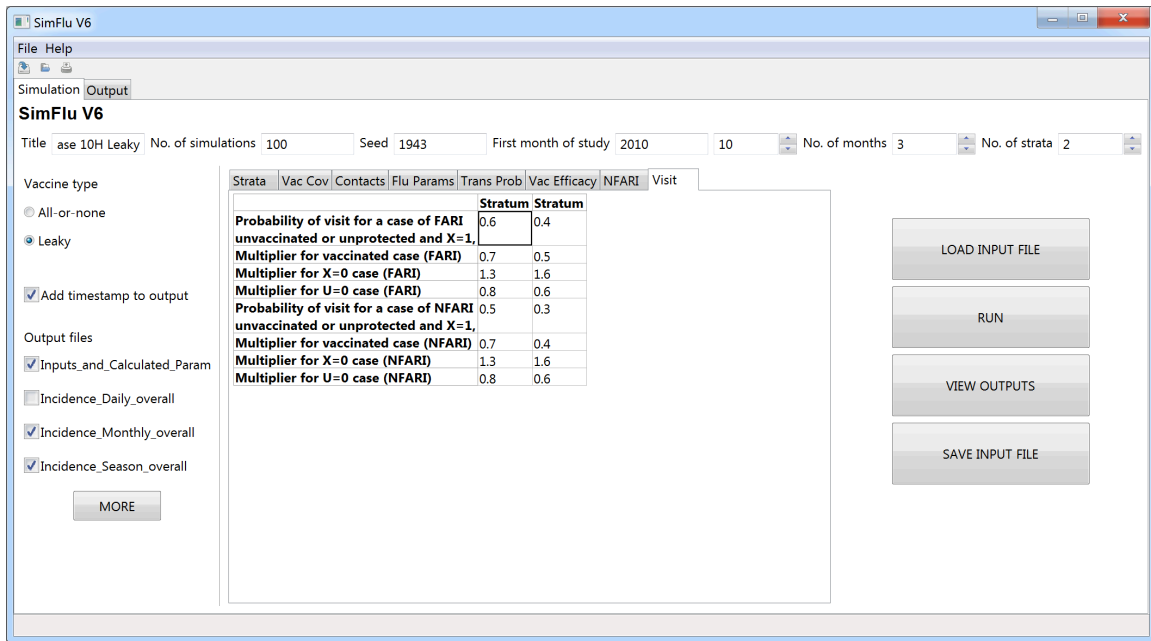 SimFlu V6
File Help
Simulation Output
SimFlu V6
Title ase 10H Leaky No. of simulations 100 Seed 1943 First month of study 2010 10 No. of months 3 No. of strata 2
Vaccine type
All-or-none
Leaky
Add timestamp to output
Output files
Inputs_and_Calculated_Param
Incidence_Daily_overall
Incidence_Monthly_overall
Incidence_Season_overall
MORE
Strata Vac Cov Contacts Flu Params Trans Prob Vac Efficacy NFARI Visit
Stratum Stratum
Probability of visit for a case of FARI 0.6 0.4
unvaccinated or unprotected and X=1,
Multiplier for vaccinated case (FARI) 0.7 0.5
Multiplier for X=0 case (FARI) 1.3 1.6
Multiplier for U=0 case (FARI) 0.8 0.6
Probability of visit for a case of NFARI 0.5 0.3
unvaccinated or unprotected and X=1,
Multiplier for vaccinated case (NFARI) 0.7 0.4
Multiplier for X=0 case (NFARI) 1.3 1.6
Multiplier for U=0 case (NFARI) 0.8 0.6
LOAD INPUT FILE
RUN
VIEW OUTPUTS
SAVE INPUT FILE